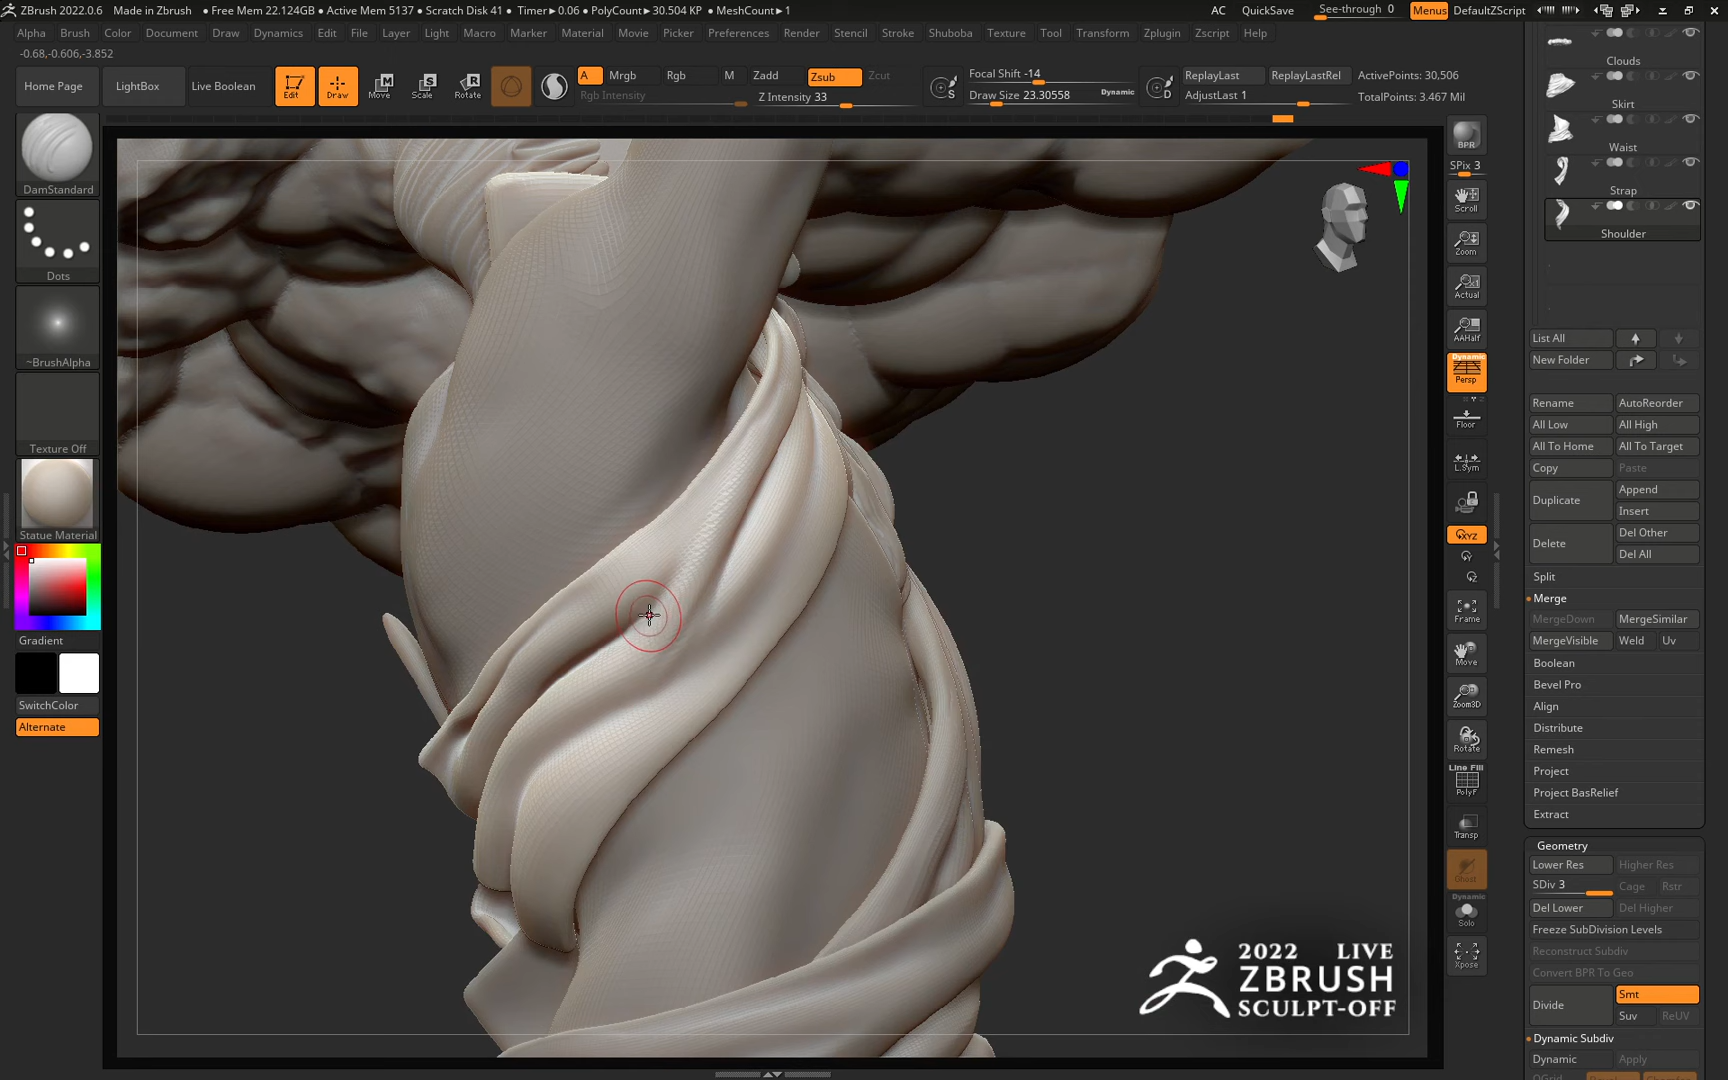 ZBrush 2022.0.6 Made in Zbrush • Free Mem 22.124GB • Active Mem 5137 • Scratch Disk 41 • Timer▸0.06 • PolyCount▸30.504 KP • MeshCount▸1 AC QuickSave See-through 0 Menus DefaultZScript
Alpha Brush Color Document Draw Dynamics Edit File Layer Light Macro Marker Material Movie Picker Preferences Render Stencil Stroke Shuboba Texture Tool Transform Zplugin Zscript Help
-0.68,-0.606,-3.852
Home Page LightBox Live Boolean Edit Draw Move Scale Rotate A Mrgb Rgb M Zadd Zsub Zcut Focal Shift -14 ReplayLast ReplayLastRel ActivePoints: 30,506
Rgb Intensity Z Intensity 33 Draw Size 23.30558 Dynamic AdjustLast 1 TotalPoints: 3.467 Mil
DamStandard
Dots
~BrushAlpha
Texture Off
Statue Material
Gradient
SwitchColor
Alternate
BPR
SPix 3
Scroll
Zoom
Actual
AAHalf
Dynamic
Persp
Floor
L.Sym
XYZ
Y
Z
Frame
Move
Zoom3D
Rotate
Line Fill
PolyF
Transp
Ghost
Dynamic
Solo
Xpose
Clouds
Skirt
Waist
Strap
Shoulder
List All
New Folder
Rename AutoReorder
All Low All High
All To Home All To Target
Copy Paste
Duplicate Append
Insert
Delete Del Other
Del All
Split
Merge
MergeDown MergeSimilar
MergeVisible Weld Uv
Boolean
Bevel Pro
Align
Distribute
Remesh
Project
Project BasRelief
Extract
Geometry
Lower Res Higher Res
SDiv 3 Cage Rstr
Del Lower Del Higher
Freeze SubDivision Levels
Reconstruct Subdiv
Convert BPR To Geo
Divide Smt
Suv ReUV
Dynamic Subdiv
Dynamic Apply
2022 LIVE
ZBRUSH
SCULPT-OFF